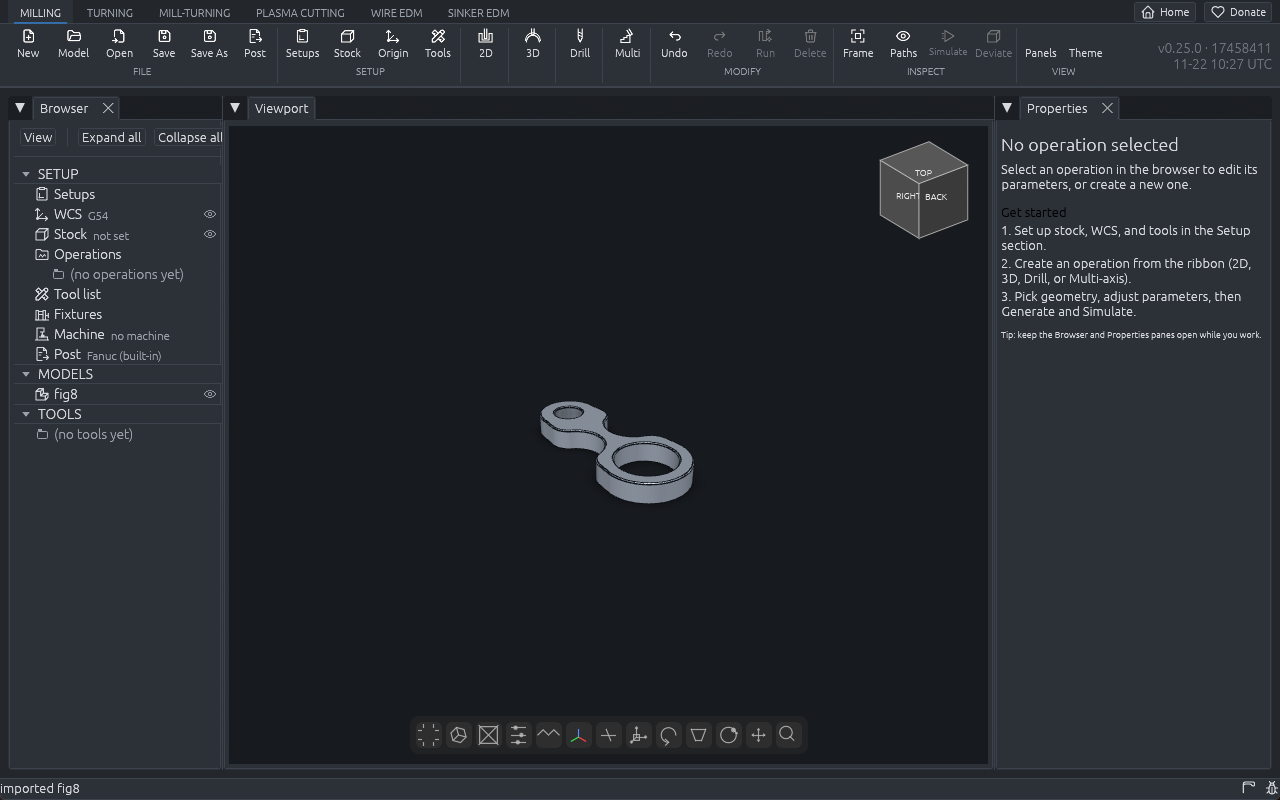 MILLING TURNING MILL-TURNING PLASMA CUTTING WIRE EDM SINKER EDM Home Donate
New Model Open Save Save As Post Setups Stock Origin Tools 2D 3D Drill Multi Undo Redo Run Delete Frame Paths Simulate Deviate Panels Theme
FILE SETUP MODIFY INSPECT VIEW
v0.25.0 · 17458411
11-22 10:27 UTC
Browser
View Expand all Collapse all
SETUP
Setups
WCS G54
Stock not set
Operations
(no operations yet)
Tool list
Fixtures
Machine no machine
Post Fanuc (built-in)
MODELS
fig8
TOOLS
(no tools yet)
Viewport
TOP
RIGHT BACK
Properties
No operation selected
Select an operation in the browser to edit its
parameters, or create a new one.
Get started
1. Set up stock, WCS, and tools in the Setup
section.
2. Create an operation from the ribbon (2D,
3D, Drill, or Multi-axis).
3. Pick geometry, adjust parameters, then
Generate and Simulate.
Tip: keep the Browser and Properties panes open while you work.
imported fig8